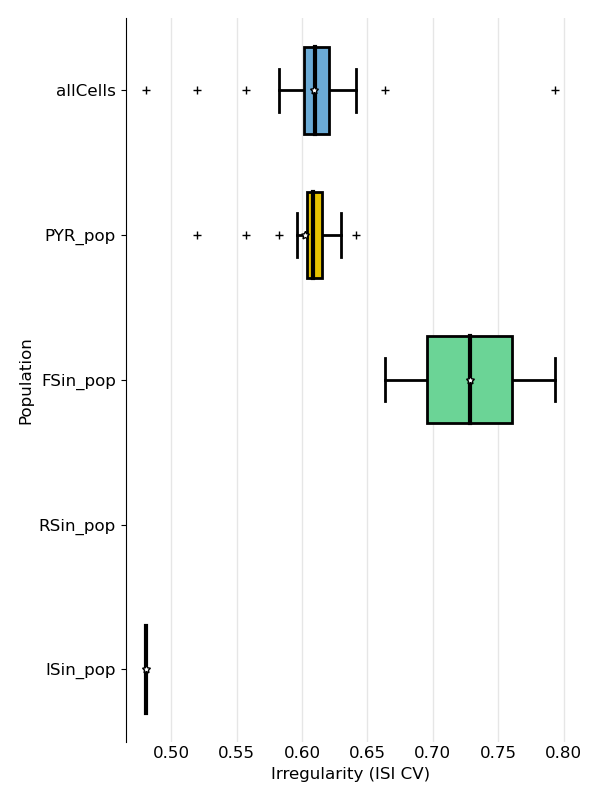 allCells
PYR_pop
FSin_pop
RSin_pop
ISin_pop
Population
0.50 0.55 0.60 0.65 0.70 0.75 0.80
Irregularity (ISI CV)